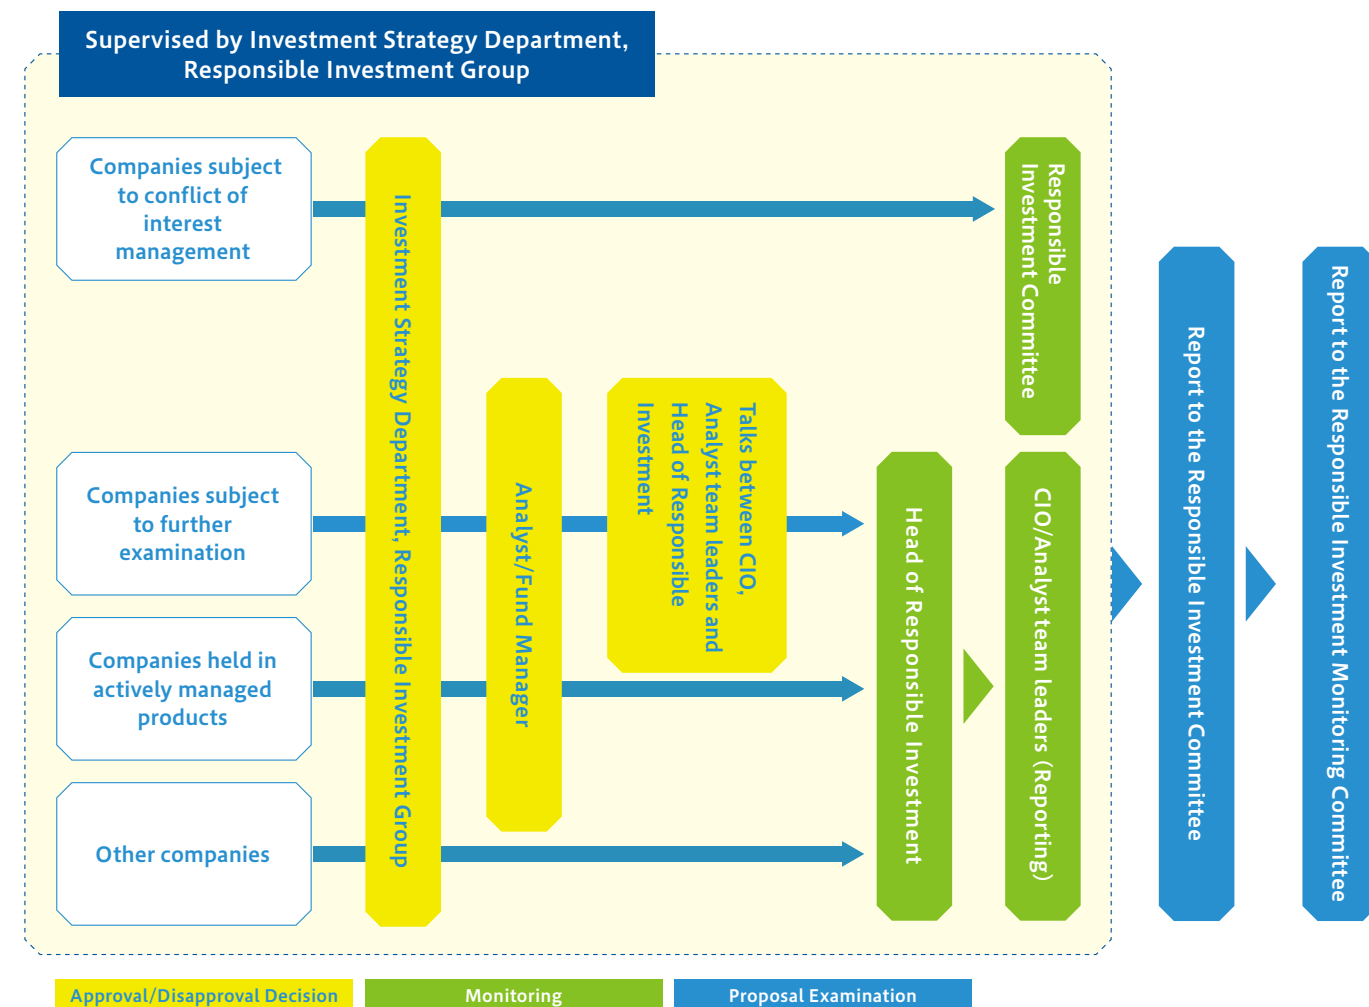 Supervised by Investment Strategy Department,
Responsible Investment Group
Companies subject
to conflict of
interest
management
Companies subject
to further
examination
Companies held in
actively managed
products
Other companies
Investment Strategy Department, Responsible Investment Group
Analyst/Fund Manager
Talks between CIO,
Analyst team leaders and
Head of Responsible
Investment
Head of Responsible Investment
Responsible
Investment Committee
CIO/Analyst team leaders (Reporting)
Report to the Responsible Investment Committee
Report to the Responsible Investment Monitoring Committee
Approval/Disapproval Decision
Monitoring
Proposal Examination